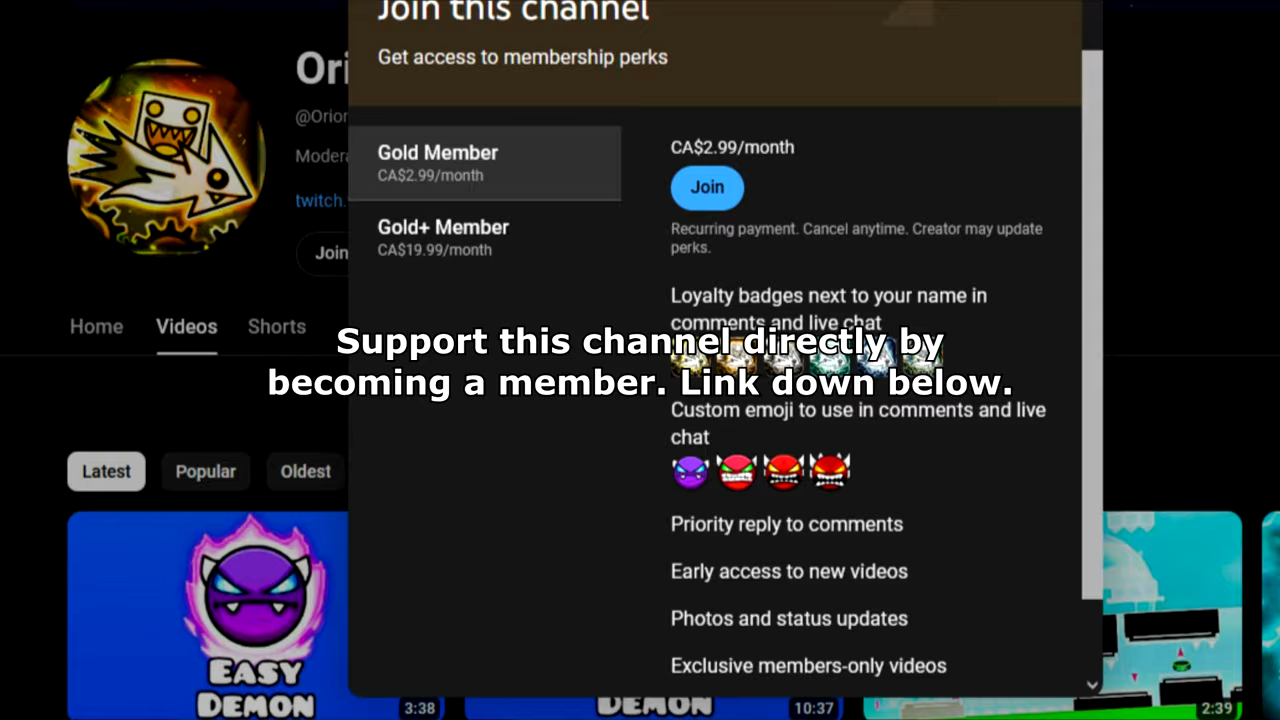 Join this channel
Get access to membership perks
Ori
@Orio
Modera
twitch.
Join
Home
Videos
Shorts
Latest
Popular
Oldest
Gold Member
CA$2.99/month
Gold+ Member
CA$19.99/month
CA$2.99/month
Join
Recurring payment. Cancel anytime. Creator may update
perks.
Loyalty badges next to your name in
comments and live chat
Support this channel directly by
becoming a member. Link down below.
Custom emoji to use in comments and live
chat
Priority reply to comments
Early access to new videos
Photos and status updates
Exclusive members-only videos
EASY
DEMON
3:38
DEMON
10:37
2:39